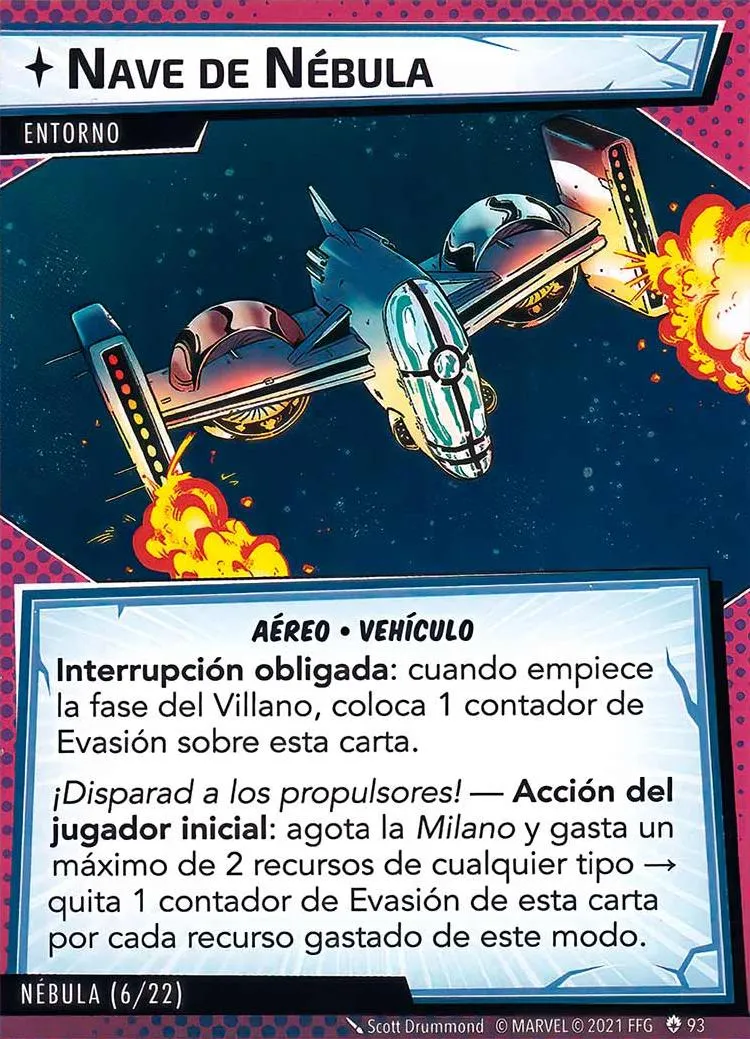 NAVE DE NÉBULA
ENTORNO
AÉREO • VEHÍCULO
Interrupción obligada: cuando empiece
la fase del Villano, coloca 1 contador de
Evasión sobre esta carta.
¡Disparad a los propulsores! — Acción del
jugador inicial: agota la Milano y gasta un
máximo de 2 recursos de cualquier tipo →
quita 1 contador de Evasión de esta carta
por cada recurso gastado de este modo.
NÉBULA (6/22)
Scott Drummond © MARVEL © 2021 FFG 93